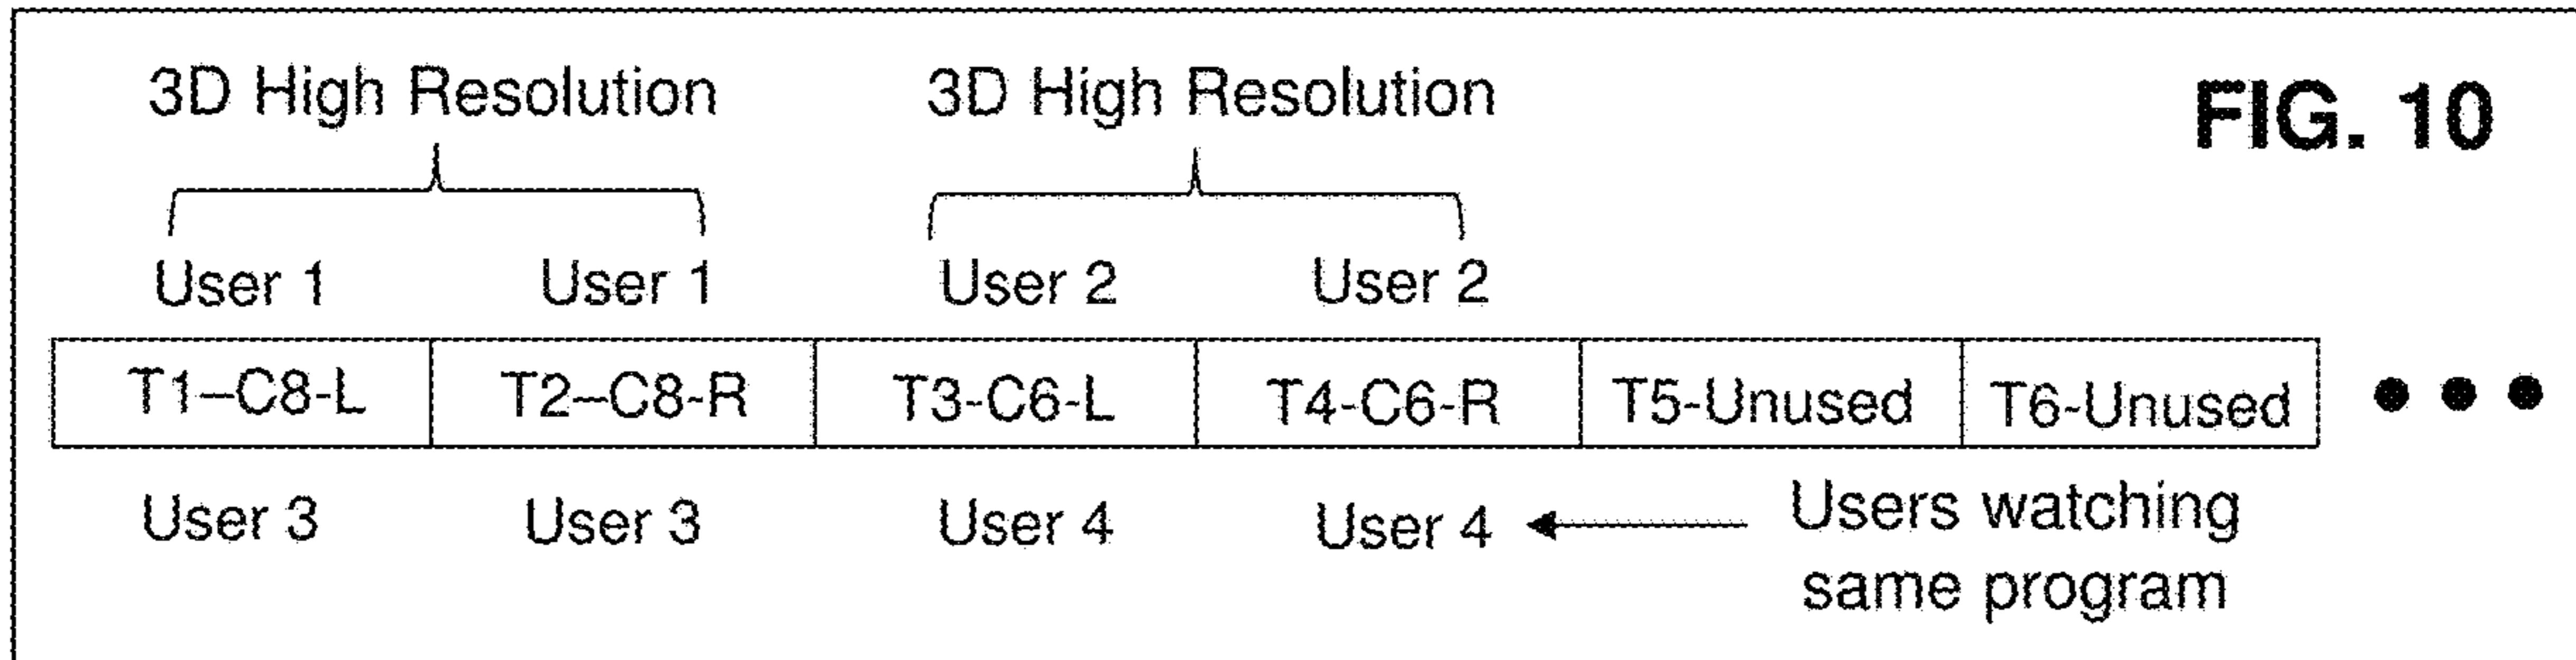 3D High Resolution 3D High Resolution FIG. 10
User 1 User 1 User 2 User 2
T1–C8-L T2–C8-R T3-C6-L T4-C6-R T5-Unused T6-Unused
User 3 User 3 User 4 User 4 Users watching
same program